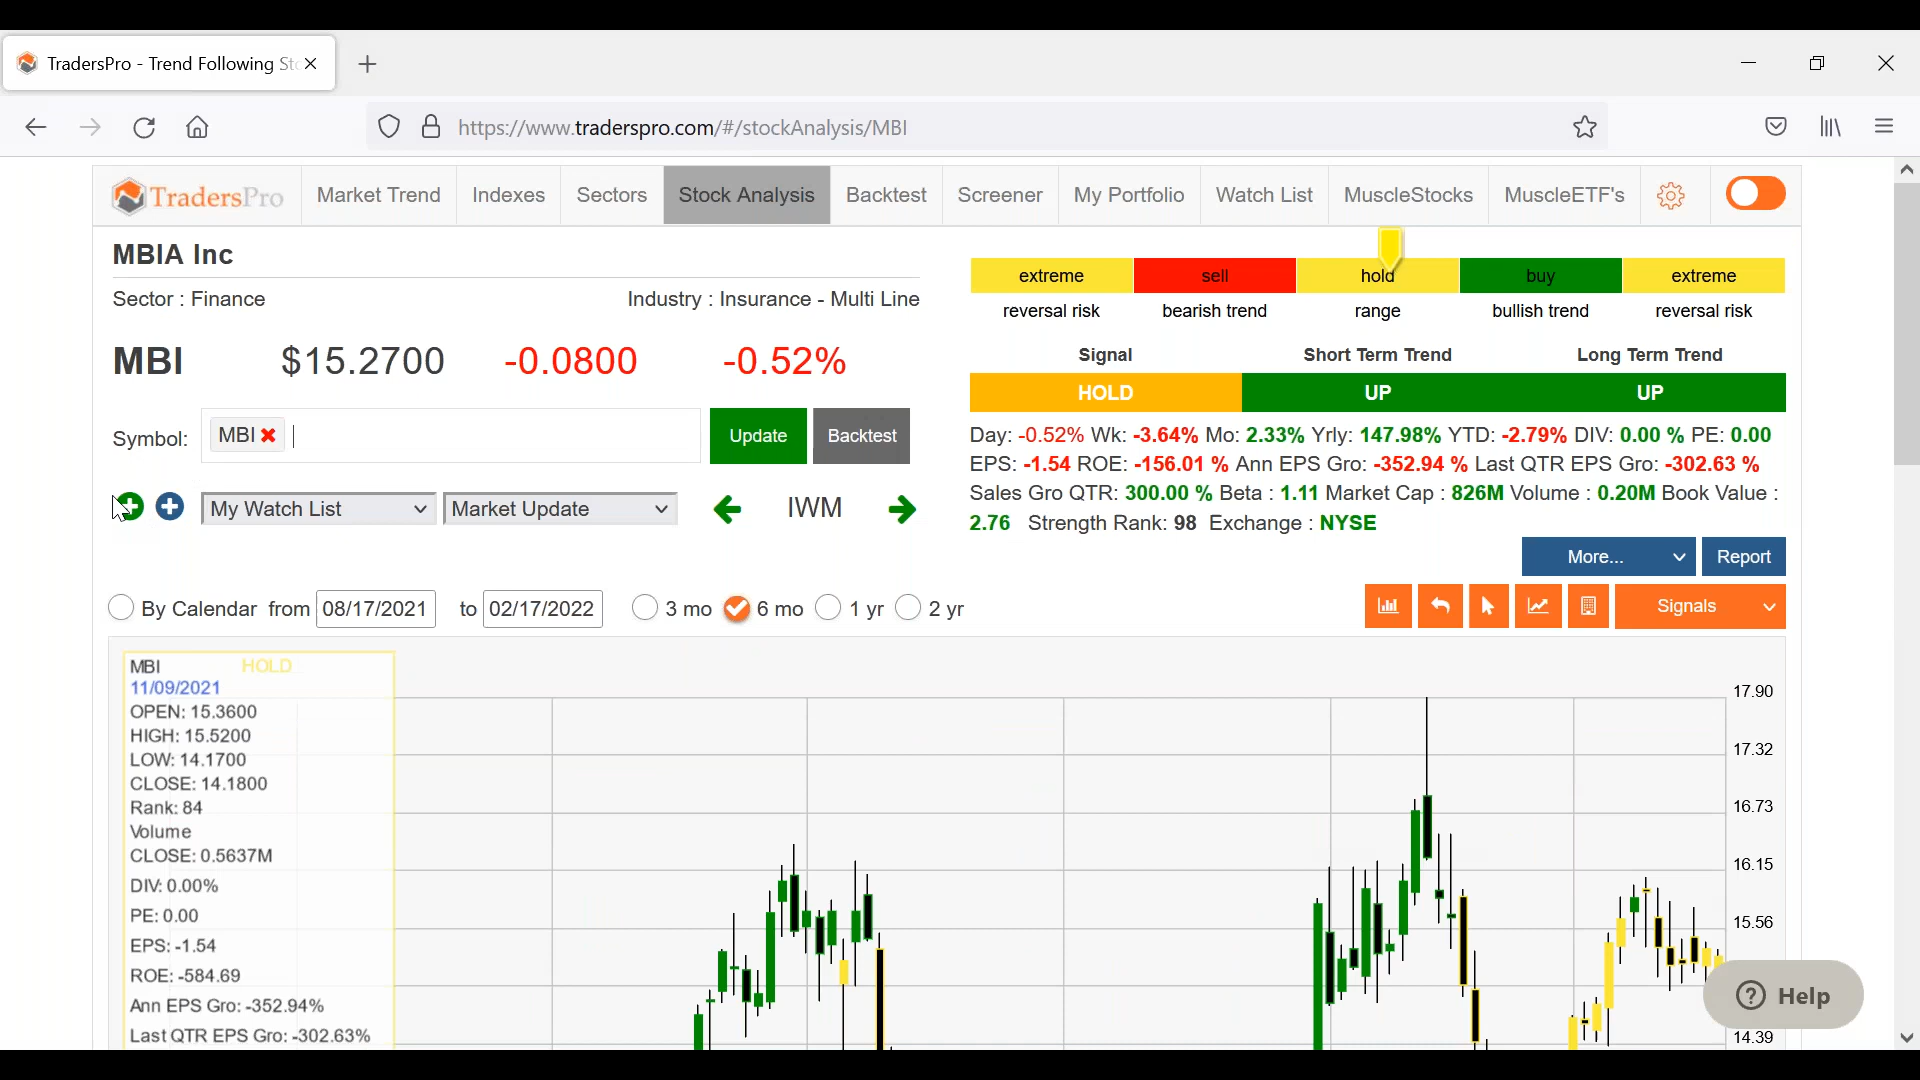 TradersPro - Trend Following Sto
https://www.traderspro.com/#/stockAnalysis/MBI
TradersPro Market Trend Indexes Sectors Stock Analysis Backtest Screener My Portfolio Watch List MuscleStocks MuscleETF's
MBIA Inc
Sector : Finance Industry : Insurance - Multi Line
MBI $15.2700 -0.0800 -0.52%
Symbol: MBI Update Backtest
My Watch List Market Update IWM
extreme sell hold buy extreme
reversal risk bearish trend range bullish trend reversal risk
Signal Short Term Trend Long Term Trend
HOLD UP UP
Day: -0.52% Wk: -3.64% Mo: 2.33% Yrly: 147.98% YTD: -2.79% DIV: 0.00 % PE: 0.00
EPS: -1.54 ROE: -156.01 % Ann EPS Gro: -352.94 % Last QTR EPS Gro: -302.63 %
Sales Gro QTR: 300.00 % Beta : 1.11 Market Cap : 826M Volume : 0.20M Book Value :
2.76 Strength Rank: 98 Exchange : NYSE
More... Report
By Calendar from 08/17/2021 to 02/17/2022 3 mo 6 mo 1 yr 2 yr
Signals
MBI HOLD
11/09/2021
OPEN: 15.3600
HIGH: 15.5200
LOW: 14.1700
CLOSE: 14.1800
Rank: 84
Volume
CLOSE: 0.5637M
DIV: 0.00%
PE: 0.00
EPS: -1.54
ROE: -584.69
Ann EPS Gro: -352.94%
Last QTR EPS Gro: -302.63%
17.90
17.32
16.73
16.15
15.56
14.39
Help